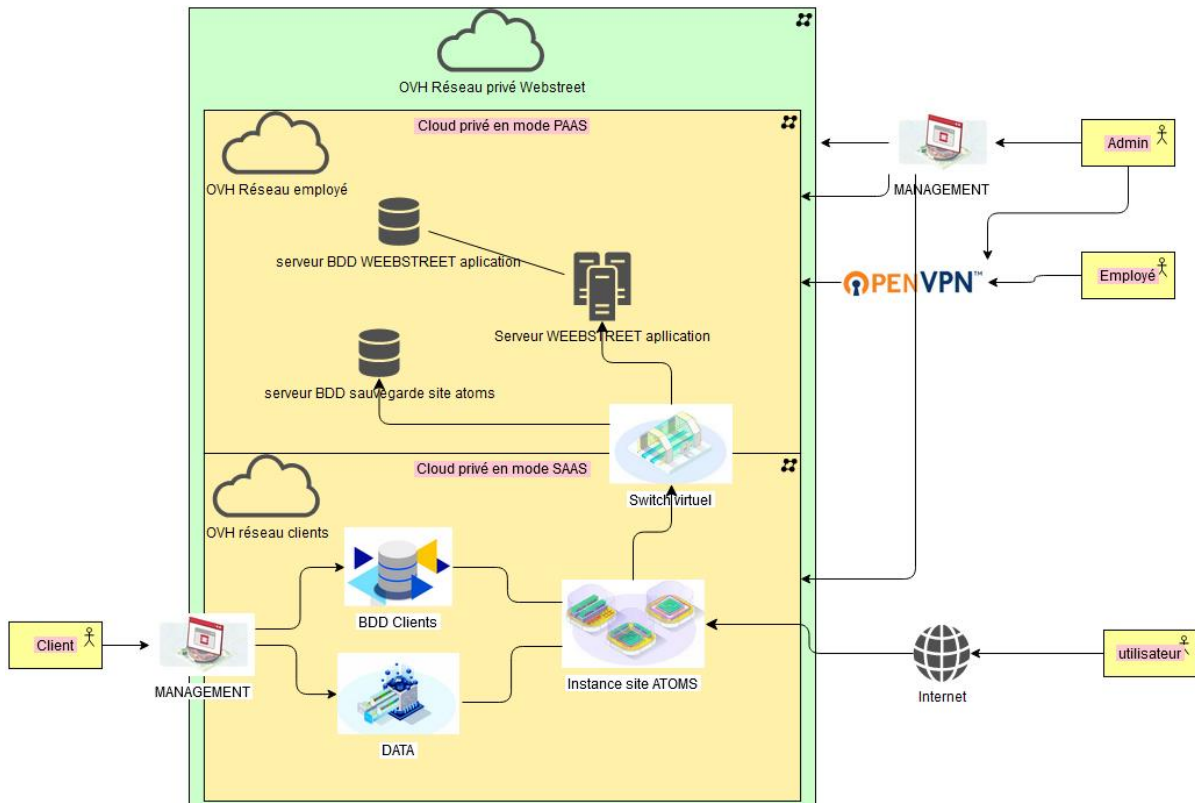 OVH Réseau privé Webstreet
Cloud privé en mode PAAS
OVH Réseau employé
serveur BDD WEEBSTREET aplication
Serveur WEEBSTREET apllication
serveur BDD sauvegarde site atoms
MANAGEMENT
Admin
OPENVPN™
Employé
Switch virtuel
Cloud privé en mode SAAS
OVH réseau clients
BDD Clients
Client
MANAGEMENT
DATA
Instance site ATOMS
Internet
utilisateur